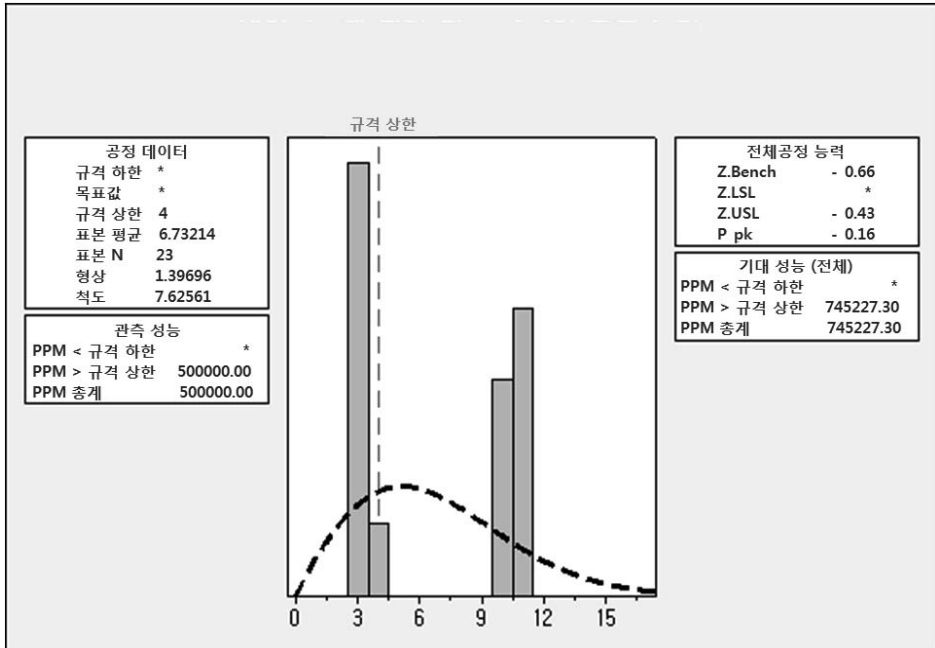 규격 상한
공정 데이터
규격 하한 *
목표값 *
규격 상한 4
표본 평균 6.73214
표본 N 23
형상 1.39696
척도 7.62561
관측 성능
PPM < 규격 하한 *
PPM > 규격 상한 500000.00
PPM 총계 500000.00
전체공정 능력
Z.Bench - 0.66
Z.LSL *
Z.USL - 0.43
P pk - 0.16
기대 성능 (전체)
PPM < 규격 하한 *
PPM > 규격 상한 745227.30
PPM 총계 745227.30
0 3 6 9 12 15